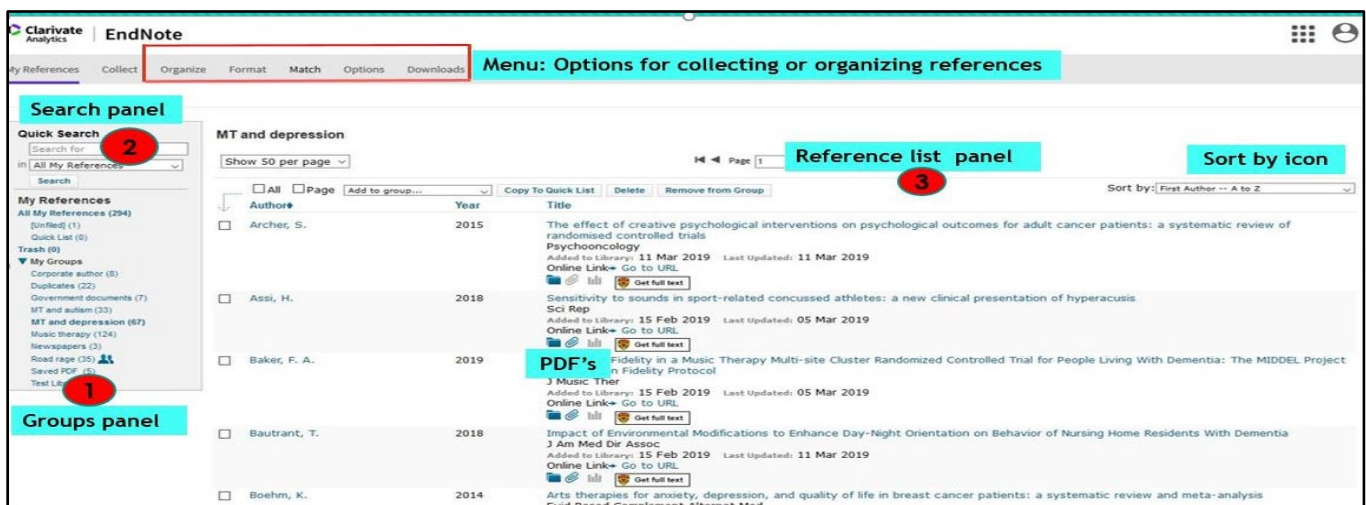 Clarivate
Analytics
EndNote
My References Collect Organize Format Match Options Downloads
Menu: Options for collecting or organizing references
Search panel
Quick Search
2
Search for
in All My References
Search
My References
All My References (294)
[Unfiled] (1)
Quick List (0)
Trash (0)
▼ My Groups
Corporate author (8)
Duplicates (22)
Government documents (7)
MT and autism (33)
MT and depression (67)
Music therapy (124)
Newspapers (3)
Road rage (35)
Saved PDF (5)
Test
1
Groups panel
MT and depression
Show 50 per page
Page 1
Reference list panel
3
Sort by icon
All Page Add to group... Copy To Quick List Delete Remove from Group
Sort by: First Author -- A to Z
Author Year Title
Archer, S. 2015 The effect of creative psychological interventions on psychological outcomes for adult cancer patients: a systematic review of
randomised controlled trials
Psychooncology
Added to Library: 11 Mar 2019 Last Updated: 11 Mar 2019
Online Link→ Go to URL
Get full text
Assi, H. 2018 Sensitivity to sounds in sport-related concussed athletes: a new clinical presentation of hyperacusis
Sci Rep
Added to Library: 15 Feb 2019 Last Updated: 05 Mar 2019
Online Link→ Go to URL
Get full text
PDF's
Baker, F. A. 2019 Fidelity in a Music Therapy Multi-site Cluster Randomized Controlled Trial for People Living With Dementia: The MIDDEL Project
Fidelity Protocol
J Music Ther
Added to Library: 15 Feb 2019 Last Updated: 05 Mar 2019
Online Link→ Go to URL
Get full text
Bautrant, T. 2018 Impact of Environmental Modifications to Enhance Day-Night Orientation on Behavior of Nursing Home Residents With Dementia
J Am Med Dir Assoc
Added to Library: 15 Feb 2019 Last Updated: 11 Mar 2019
Online Link→ Go to URL
Get full text
Boehm, K. 2014 Arts therapies for anxiety, depression, and quality of life in breast cancer patients: a systematic review and meta-analysis